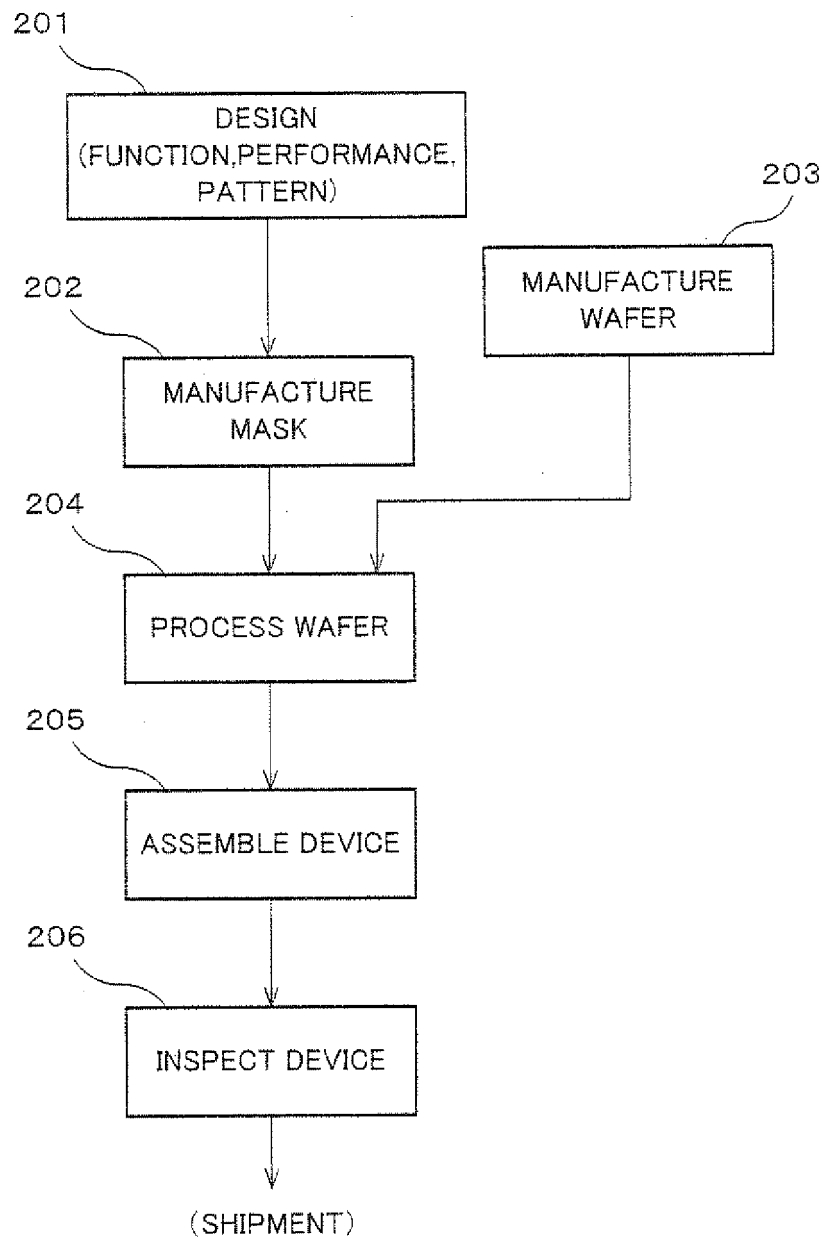 201
DESIGN
(FUNCTION,PERFORMANCE,
PATTERN)
203
MANUFACTURE
WAFER
202
MANUFACTURE
MASK
204
PROCESS WAFER
205
ASSEMBLE DEVICE
206
INSPECT DEVICE
(SHIPMENT)